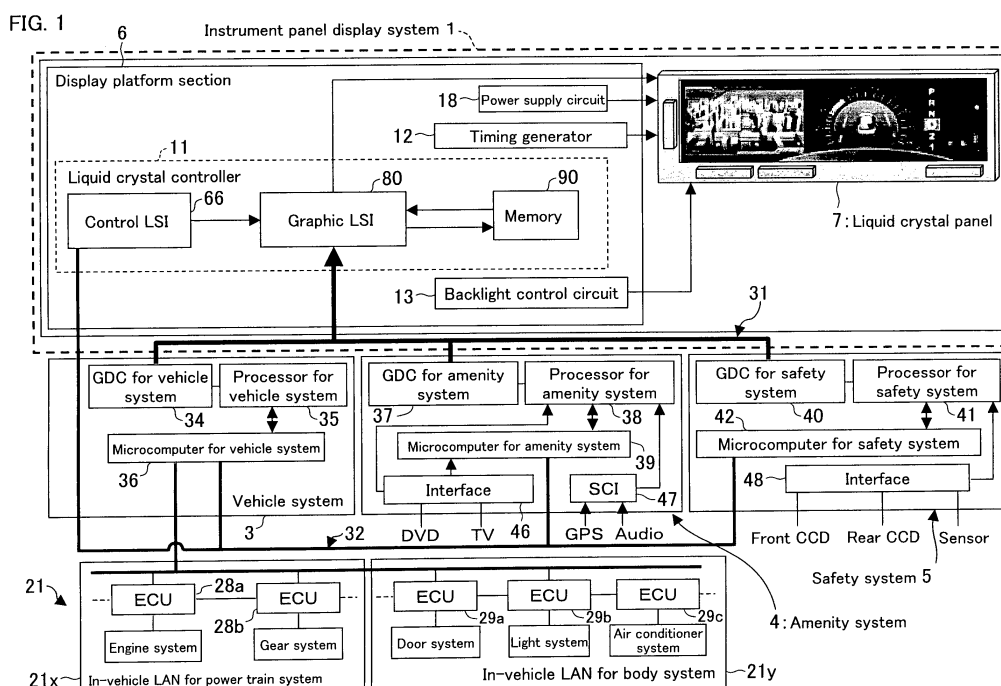 FIG. 1
Instrument panel display system 1
6
Display platform section
18
Power supply circuit
12
Timing generator
11
Liquid crystal controller
66
Control LSI
80
Graphic LSI
90
Memory
P
R
N
D
2
1
7: Liquid crystal panel
13
Backlight control circuit
31
GDC for vehicle
system
34
Processor for
vehicle system
35
Microcomputer for vehicle system
36
Vehicle system
3
GDC for amenity
system
37
Processor for
amenity system
38
Microcomputer for amenity system
39
Interface
46
SCI
47
DVD
TV
GPS
Audio
GDC for safety
system
40
Processor for
safety system
41
42
Microcomputer for safety system
48
Interface
Front CCD
Rear CCD
Sensor
Safety system 5
4: Amenity system
32
21
ECU
28a
ECU
28b
Engine system
Gear system
21x
In-vehicle LAN for power train system
ECU
29a
ECU
29b
ECU
29c
Door system
Light system
Air conditioner
system
In-vehicle LAN for body system
21y